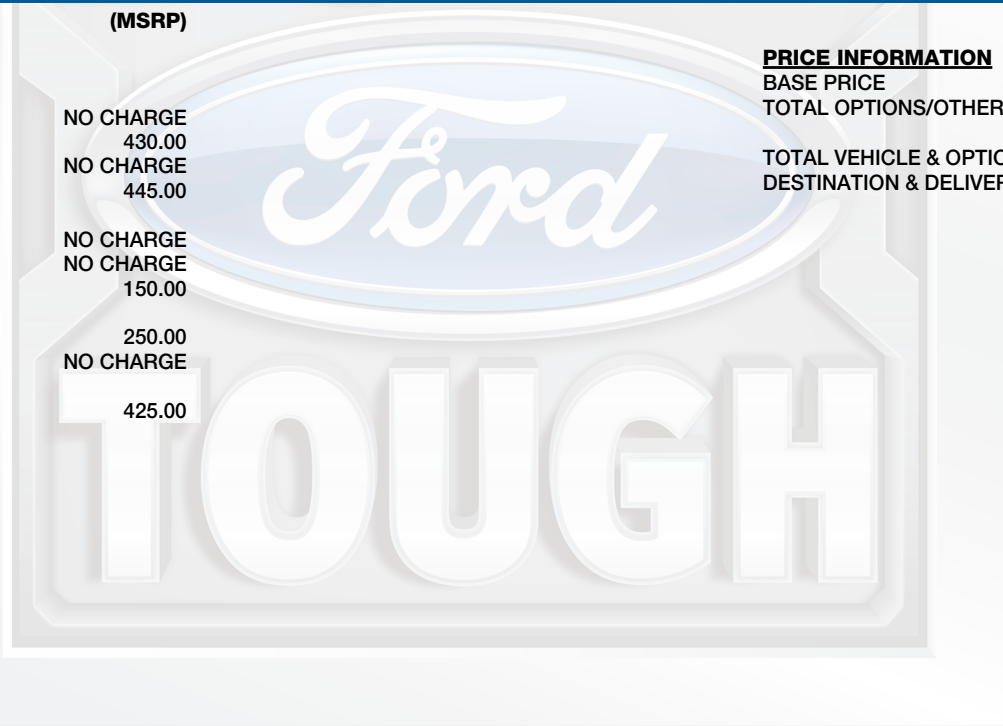 (MSRP)
NO CHARGE
430.00
NO CHARGE
445.00
NO CHARGE
NO CHARGE
150.00
250.00
NO CHARGE
425.00
PRICE INFORMATION
BASE PRICE
TOTAL OPTIONS/OTHER
TOTAL VEHICLE & OPTIO
DESTINATION & DELIVER
Ford
TOUGH